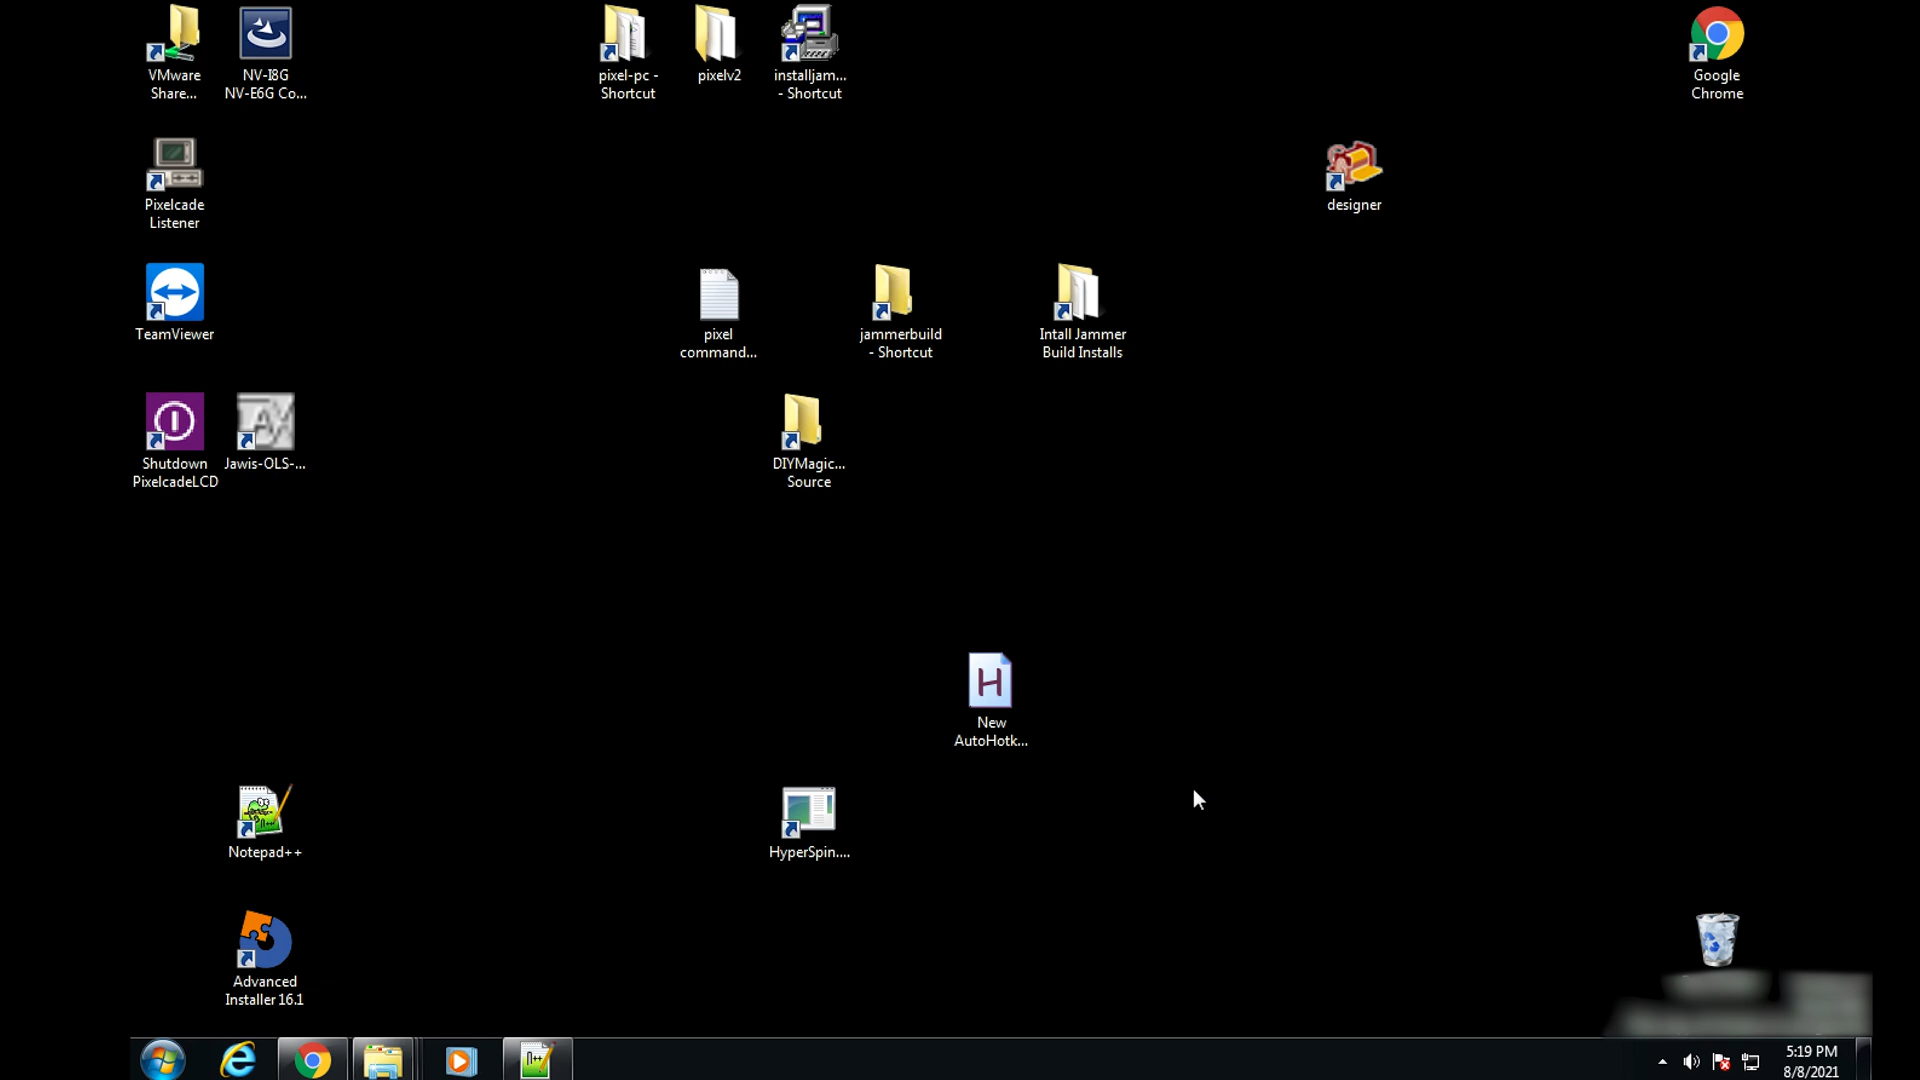 VMware
Share...
NV-I8G
NV-E6G Co...
pixel-pc -
Shortcut
pixelv2
installjam...
- Shortcut
Google
Chrome
Pixelcade
Listener
designer
TeamViewer
pixel
command...
jammerbuild
- Shortcut
Intall Jammer
Build Installs
Shutdown
PixelcadeLCD
Jawis-OLS-...
DIYMagic...
Source
H
New
AutoHotk...
Notepad++
HyperSpin....
Advanced
Installer 16.1
5:19 PM
8/8/2021